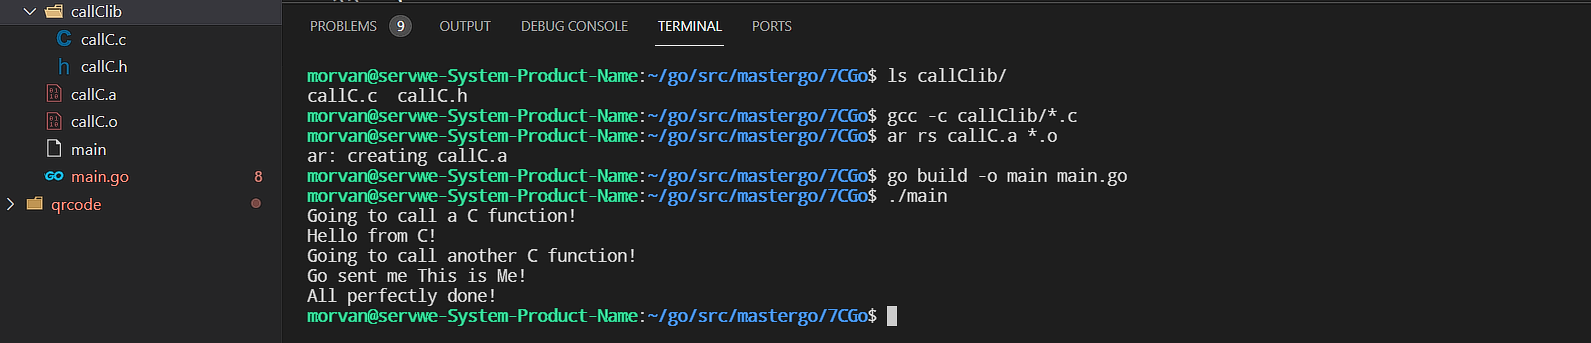 callClib
callC.c
callC.h
callC.a
callC.o
main
main.go 8
qrcode
PROBLEMS 9 OUTPUT DEBUG CONSOLE TERMINAL PORTS
morvan@servwe-System-Product-Name:~/go/src/mastergo/7CGo$ ls callClib/
callC.c  callC.h
morvan@servwe-System-Product-Name:~/go/src/mastergo/7CGo$ gcc -c callClib/*.c
morvan@servwe-System-Product-Name:~/go/src/mastergo/7CGo$ ar rs callC.a *.o
ar: creating callC.a
morvan@servwe-System-Product-Name:~/go/src/mastergo/7CGo$ go build -o main main.go
morvan@servwe-System-Product-Name:~/go/src/mastergo/7CGo$ ./main
Going to call a C function!
Hello from C!
Going to call another C function!
Go sent me This is Me!
All perfectly done!
morvan@servwe-System-Product-Name:~/go/src/mastergo/7CGo$